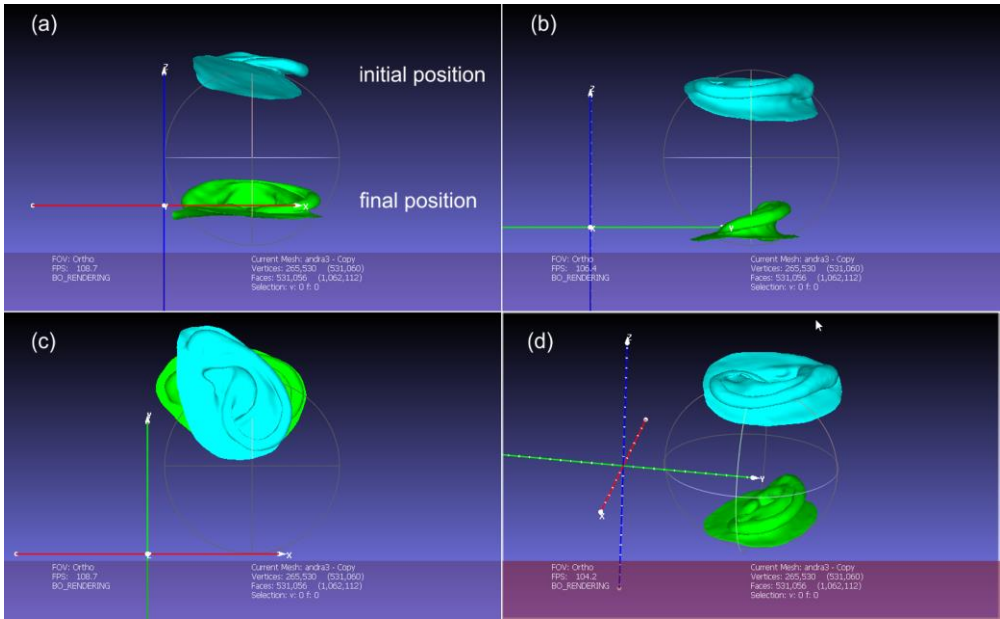 (a)
initial position
Z
final position
X
Y
FOV: Ortho
FPS: 108.7
BO_RENDERING
Current Mesh: andra3 - Copy
Vertices: 265,530 (531,060)
Faces: 531,056 (1,062,112)
Selection: v: 0 f: 0
(b)
Z
X
Y
FOV: Ortho
FPS: 106.4
BO_RENDERING
Current Mesh: andra3 - Copy
Vertices: 265,530 (531,060)
Faces: 531,056 (1,062,112)
Selection: v: 0 f: 0
(c)
Y
Z
X
FOV: Ortho
FPS: 108.7
BO_RENDERING
Current Mesh: andra3 - Copy
Vertices: 265,530 (531,060)
Faces: 531,056 (1,062,112)
Selection: v: 0 f: 0
(d)
Z
Y
X
FOV: Ortho
FPS: 104.2
BO_RENDERING
Current Mesh: andra3 - Copy
Vertices: 265,530 (531,060)
Faces: 531,056 (1,062,112)
Selection: v: 0 f: 0